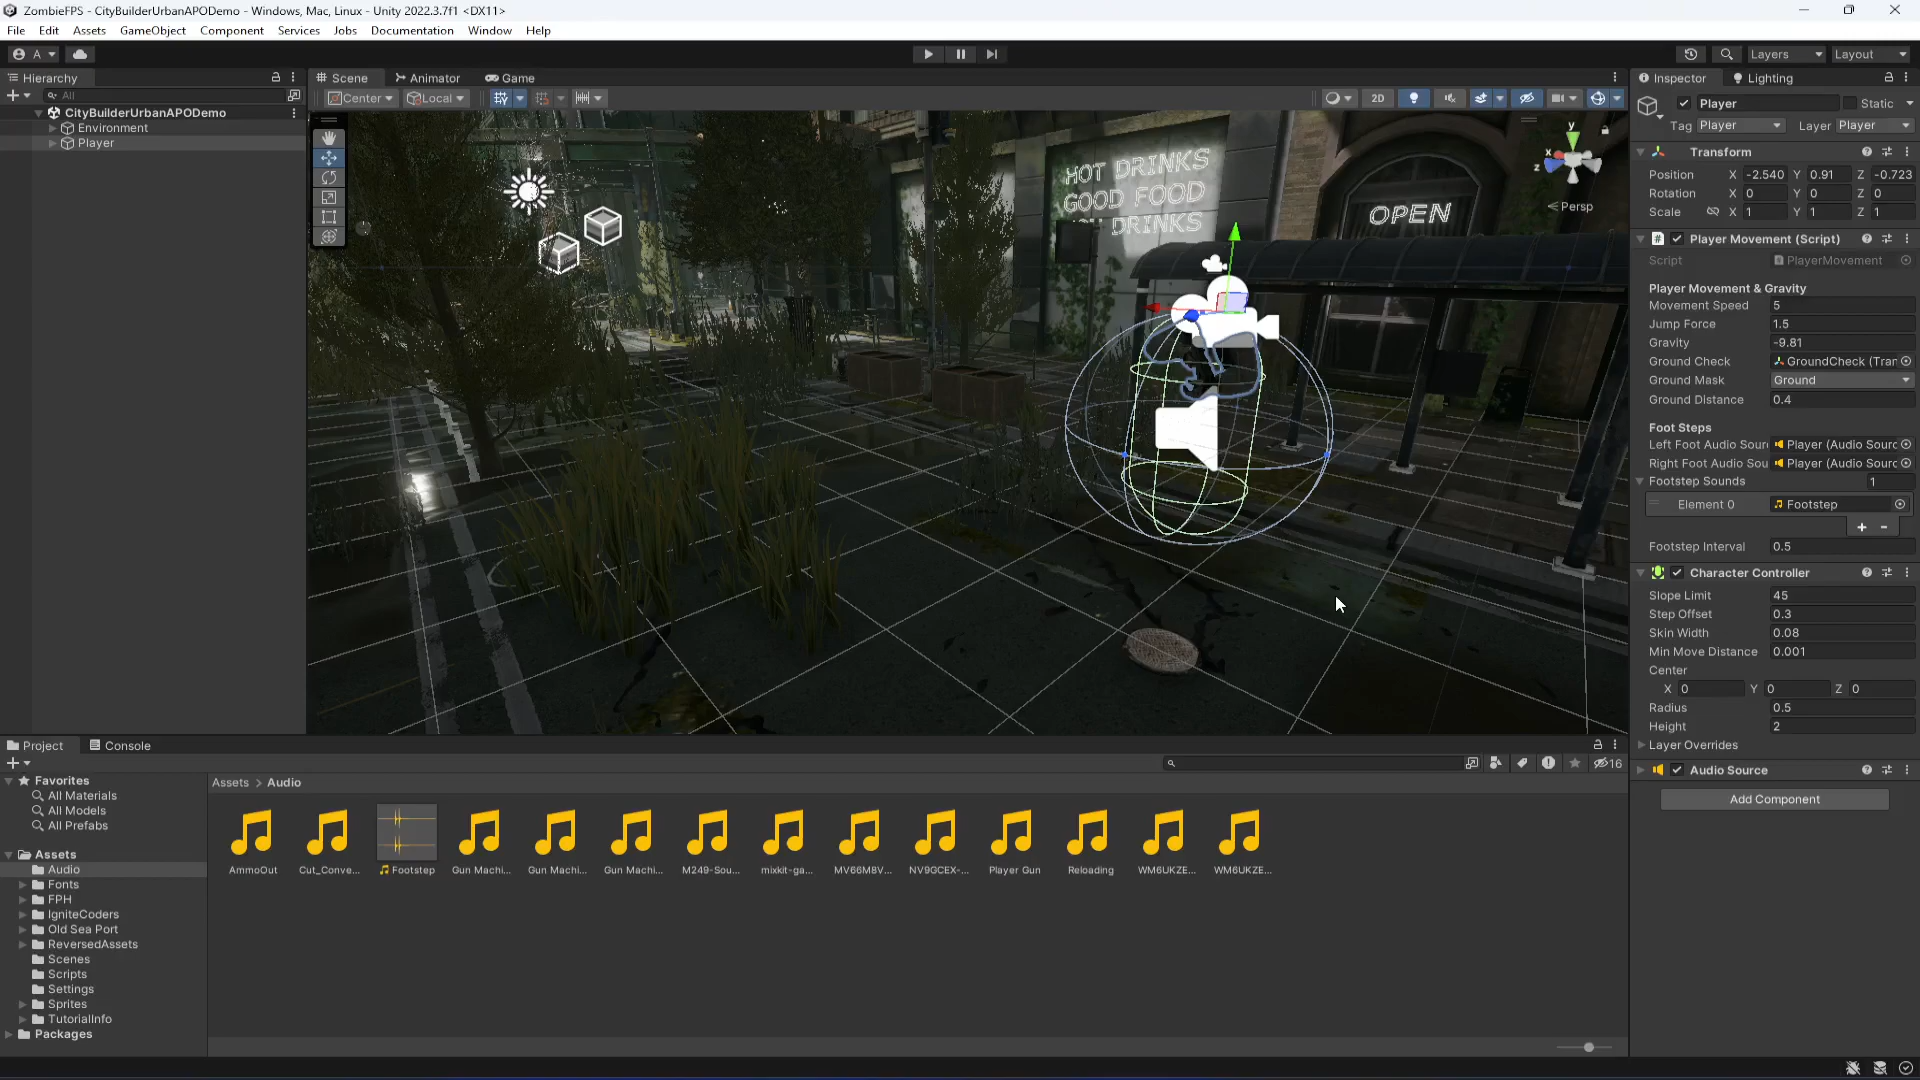 ZombieFPS - CityBuilderUrbanAPODemo - Windows, Mac, Linux - Unity 2022.3.7f1 <DX11>
File Edit Assets GameObject Component Services Jobs Documentation Window Help
A
Layers
Layout
Hierarchy
All
CityBuilderUrbanAPODemo
Environment
Player
Scene Animator Game
Center Local
2D
HOT DRINKS
GOOD FOOD
DRINKS
OPEN
y
x
z
Persp
Inspector Lighting
Player Static
Tag Player Layer Player
Transform
Position X -2.540 Y 0.91 Z -0.723
Rotation X 0 Y 0 Z 0
Scale X 1 Y 1 Z 1
Player Movement (Script)
Script PlayerMovement
Player Movement & Gravity
Movement Speed 5
Jump Force 1.5
Gravity -9.81
Ground Check GroundCheck (Tran
Ground Mask Ground
Ground Distance 0.4
Foot Steps
Left Foot Audio Sour Player (Audio Sourc
Right Foot Audio Sou Player (Audio Sourc
Footstep Sounds 1
Element 0 Footstep
+ -
Footstep Interval 0.5
Character Controller
Slope Limit 45
Step Offset 0.3
Skin Width 0.08
Min Move Distance 0.001
Center
X 0 Y 0 Z 0
Radius 0.5
Height 2
Layer Overrides
Audio Source
Add Component
Project Console
16
Favorites
All Materials
All Models
All Prefabs
Assets
Audio
Fonts
FPH
IgniteCoders
Old Sea Port
ReversedAssets
Scenes
Scripts
Settings
Sprites
TutorialInfo
Packages
Assets > Audio
AmmoOut Cut_Conve... Footstep Gun Machi... Gun Machi... Gun Machi... M249-Sou... mixkit-ga... MV66M8V... NV9GCEX-... Player Gun Reloading WM6UKZE... WM6UKZE...